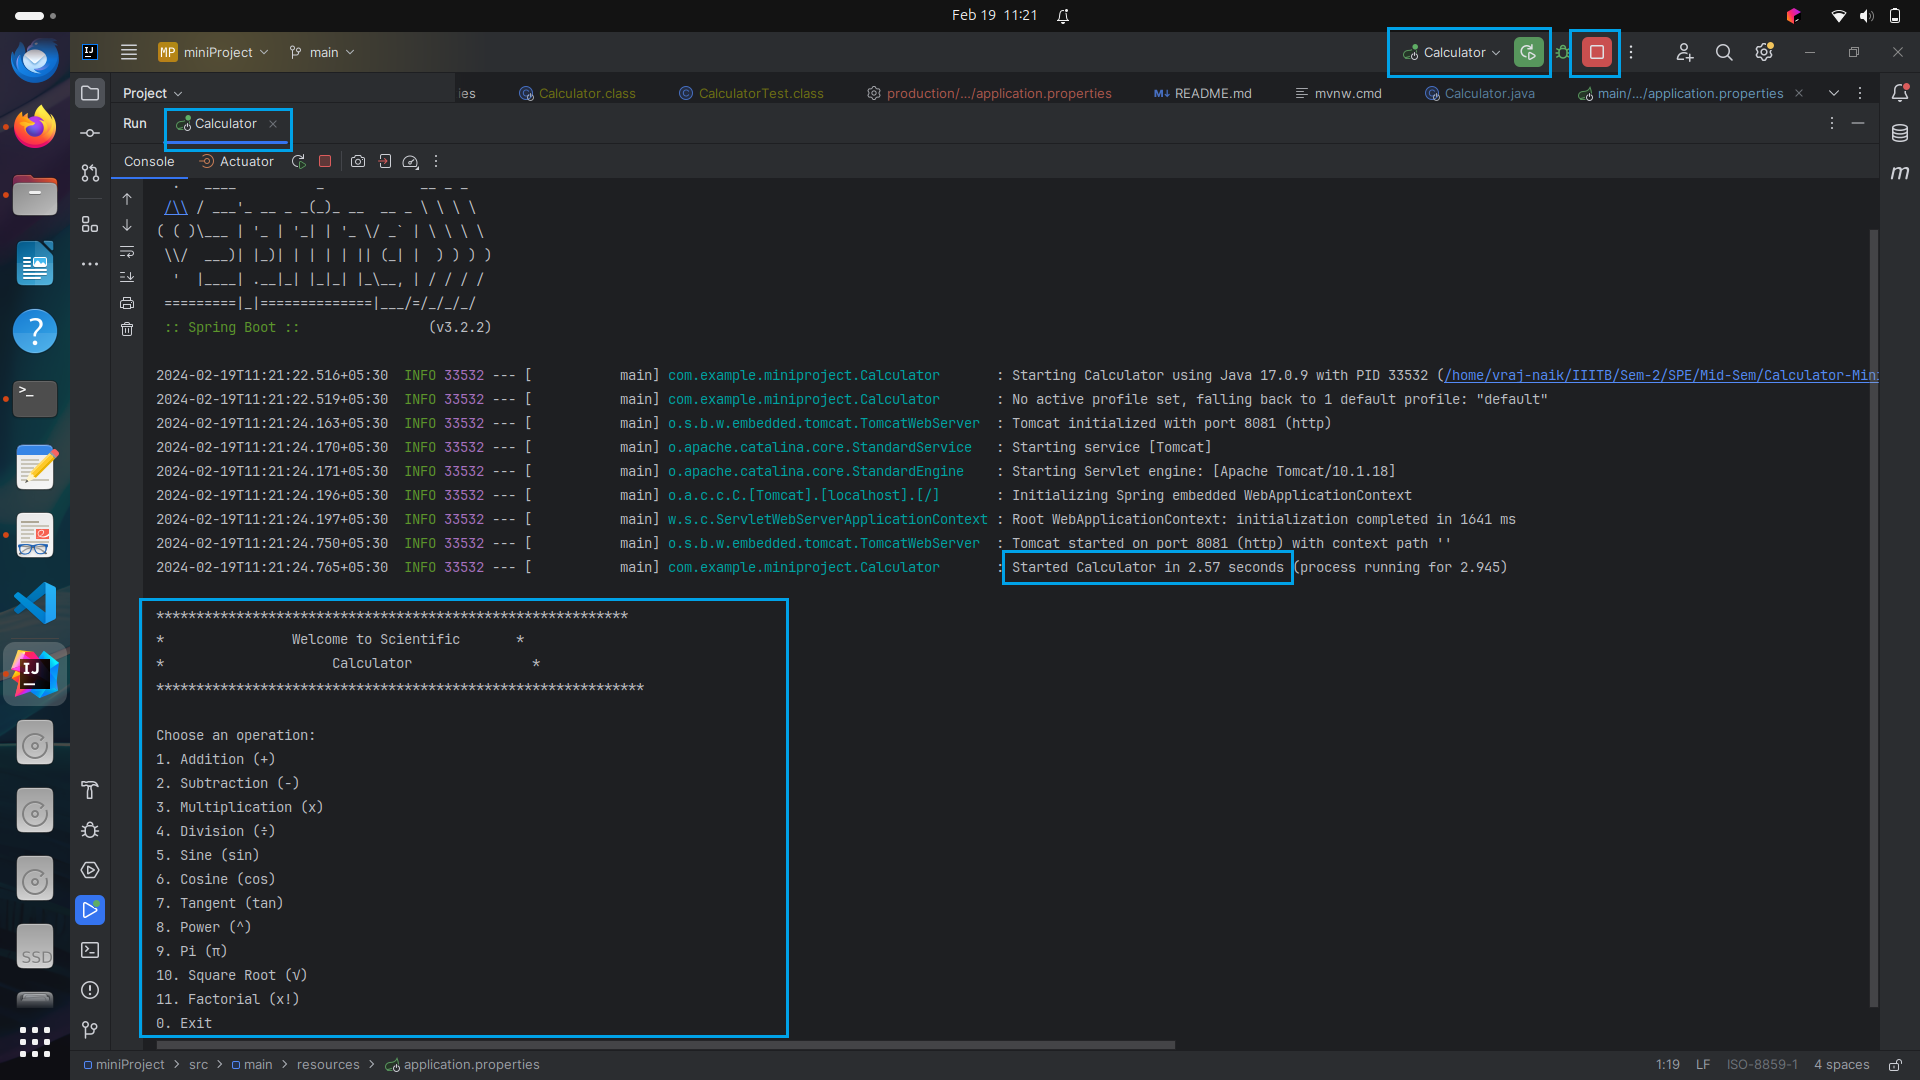 Feb 19 11:21
MP miniProject
main
Calculator
Project
ies
Calculator.class
CalculatorTest.class
production/.../application.properties
M↓ README.md
mvnw.cmd
Calculator.java
main/.../application.properties
Run
Calculator
Console
Actuator
. ____ _ __ _ _
/\\ / ___'_ __ _ _(_)_ __ __ _ \ \ \ \
( ( )\___ | '_ | '_| | '_ \/ _` | \ \ \ \
\\/ ___)| |_)| | | | | || (_| | ) ) ) )
' |____| .__|_| |_|_| |_\__, | / / / /
=========|_|==============|___/=/_/_/_/
:: Spring Boot :: (v3.2.2)
2024-02-19T11:21:22.516+05:30 INFO 33532 --- [ main] com.example.miniproject.Calculator : Starting Calculator using Java 17.0.9 with PID 33532 (/home/vraj-naik/IIITB/Sem-2/SPE/Mid-Sem/Calculator-Min
2024-02-19T11:21:22.519+05:30 INFO 33532 --- [ main] com.example.miniproject.Calculator : No active profile set, falling back to 1 default profile: "default"
2024-02-19T11:21:24.163+05:30 INFO 33532 --- [ main] o.s.b.w.embedded.tomcat.TomcatWebServer : Tomcat initialized with port 8081 (http)
2024-02-19T11:21:24.170+05:30 INFO 33532 --- [ main] o.apache.catalina.core.StandardService : Starting service [Tomcat]
2024-02-19T11:21:24.171+05:30 INFO 33532 --- [ main] o.apache.catalina.core.StandardEngine : Starting Servlet engine: [Apache Tomcat/10.1.18]
2024-02-19T11:21:24.196+05:30 INFO 33532 --- [ main] o.a.c.c.C.[Tomcat].[localhost].[/] : Initializing Spring embedded WebApplicationContext
2024-02-19T11:21:24.197+05:30 INFO 33532 --- [ main] w.s.c.ServletWebServerApplicationContext : Root WebApplicationContext: initialization completed in 1641 ms
2024-02-19T11:21:24.750+05:30 INFO 33532 --- [ main] o.s.b.w.embedded.tomcat.TomcatWebServer : Tomcat started on port 8081 (http) with context path ''
2024-02-19T11:21:24.765+05:30 INFO 33532 --- [ main] com.example.miniproject.Calculator : Started Calculator in 2.57 seconds (process running for 2.945)
***********************************************************
* Welcome to Scientific *
* Calculator *
*************************************************************
Choose an operation:
1. Addition (+)
2. Subtraction (-)
3. Multiplication (x)
4. Division (÷)
5. Sine (sin)
6. Cosine (cos)
7. Tangent (tan)
8. Power (^)
9. Pi (π)
10. Square Root (√)
11. Factorial (x!)
0. Exit
SSD
miniProject > src > main > resources > application.properties
1:19 LF ISO-8859-1 4 spaces